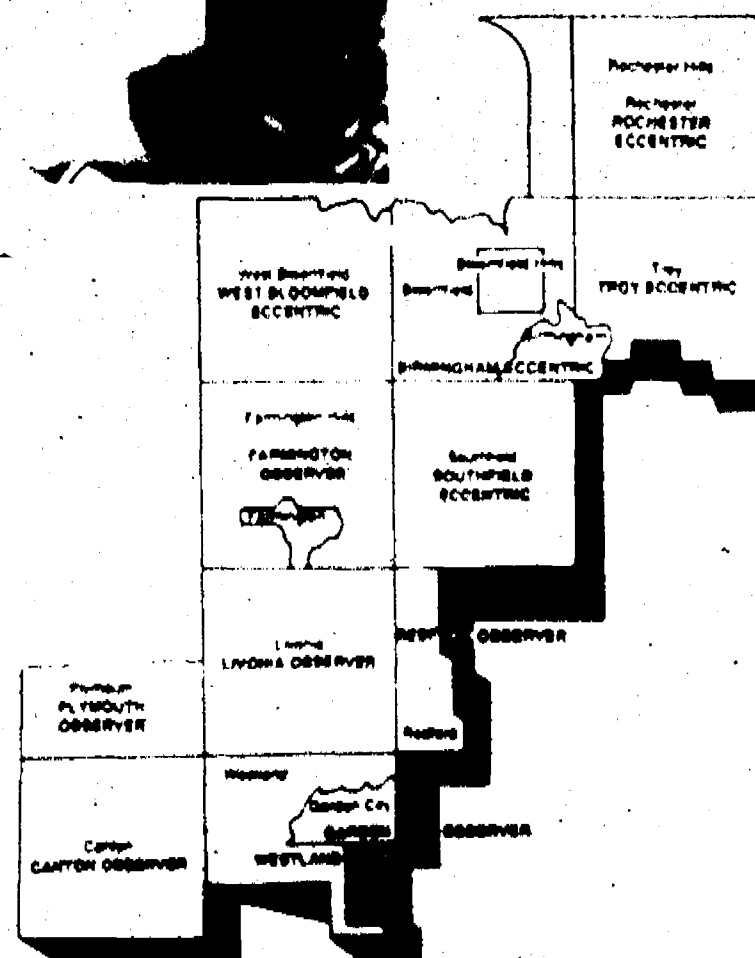 Rochester Hills
Rochester
ROCHESTER
ECCENTRIC
West Bloomfield
WEST BLOOMFIELD
ECCENTRIC
Bloomfield Hills
Bloomfield
Troy
TROY ECCENTRIC
Birmingham
BIRMINGHAM ECCENTRIC
Farmington Hills
FARMINGTON
OBSERVER
Farmington
Southfield
SOUTHFIELD
ECCENTRIC
Livonia
LIVONIA OBSERVER
OBSERVER
Plymouth
PLYMOUTH
OBSERVER
Redford
Westland
Garden City
GARDEN
OBSERVER
WESTLAND
Canton
CANTON OBSERVER